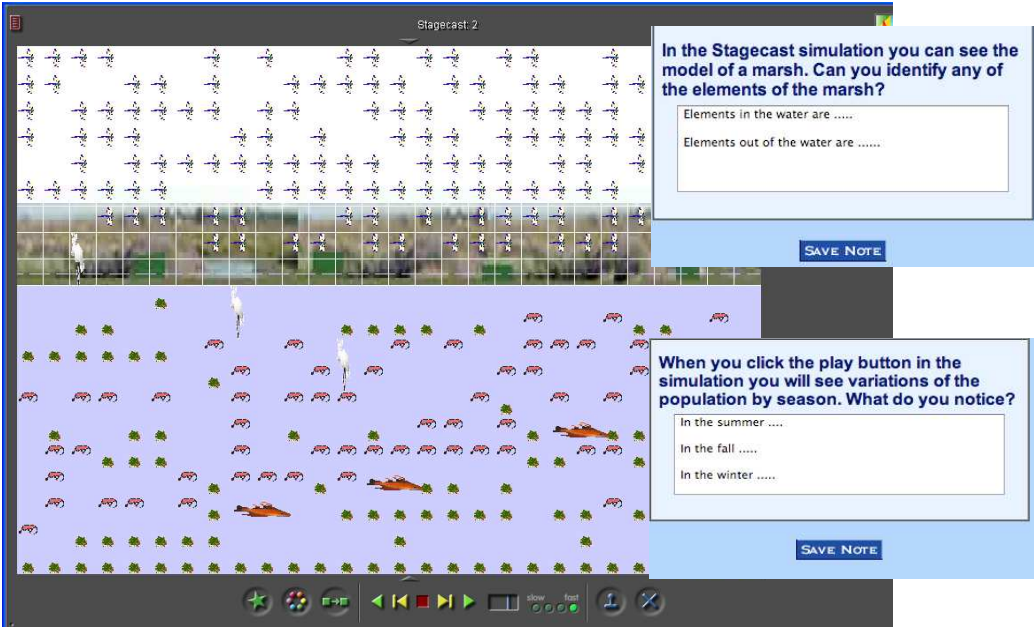 Stagecast: 2
In the Stagecast simulation you can see the
model of a marsh. Can you identify any of
the elements of the marsh?
Elements in the water are .....
Elements out of the water are ......
SAVE NOTE
When you click the play button in the
simulation you will see variations of the
population by season. What do you notice?
In the summer ....
In the fall .....
In the winter .....
SAVE NOTE
slow fast